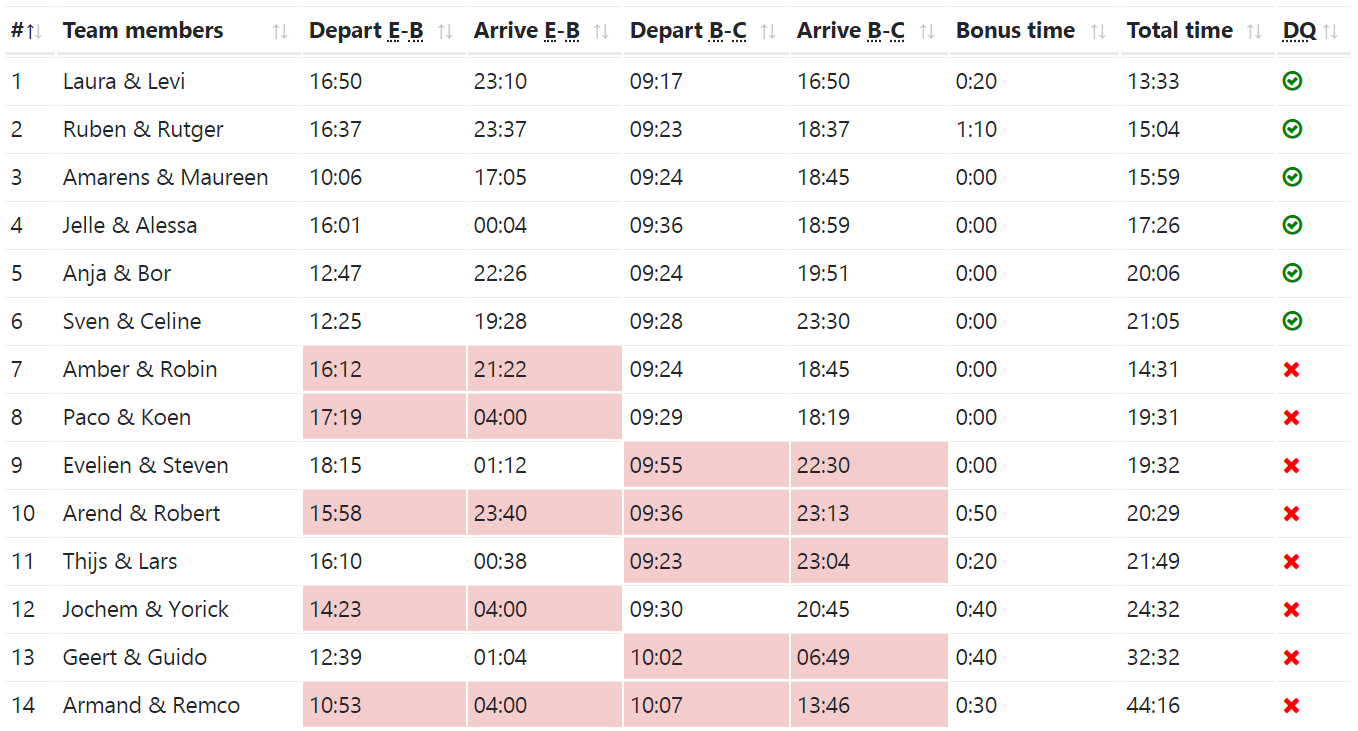 # Team members Depart E-B Arrive E-B Depart B-C Arrive B-C Bonus time Total time DQ
1 Laura & Levi 16:50 23:10 09:17 16:50 0:20 13:33
2 Ruben & Rutger 16:37 23:37 09:23 18:37 1:10 15:04
3 Amarens & Maureen 10:06 17:05 09:24 18:45 0:00 15:59
4 Jelle & Alessa 16:01 00:04 09:36 18:59 0:00 17:26
5 Anja & Bor 12:47 22:26 09:24 19:51 0:00 20:06
6 Sven & Celine 12:25 19:28 09:28 23:30 0:00 21:05
7 Amber & Robin 16:12 21:22 09:24 18:45 0:00 14:31
8 Paco & Koen 17:19 04:00 09:29 18:19 0:00 19:31
9 Evelien & Steven 18:15 01:12 09:55 22:30 0:00 19:32
10 Arend & Robert 15:58 23:40 09:36 23:13 0:50 20:29
11 Thijs & Lars 16:10 00:38 09:23 23:04 0:20 21:49
12 Jochem & Yorick 14:23 04:00 09:30 20:45 0:40 24:32
13 Geert & Guido 12:39 01:04 10:02 06:49 0:40 32:32
14 Armand & Remco 10:53 04:00 10:07 13:46 0:30 44:16